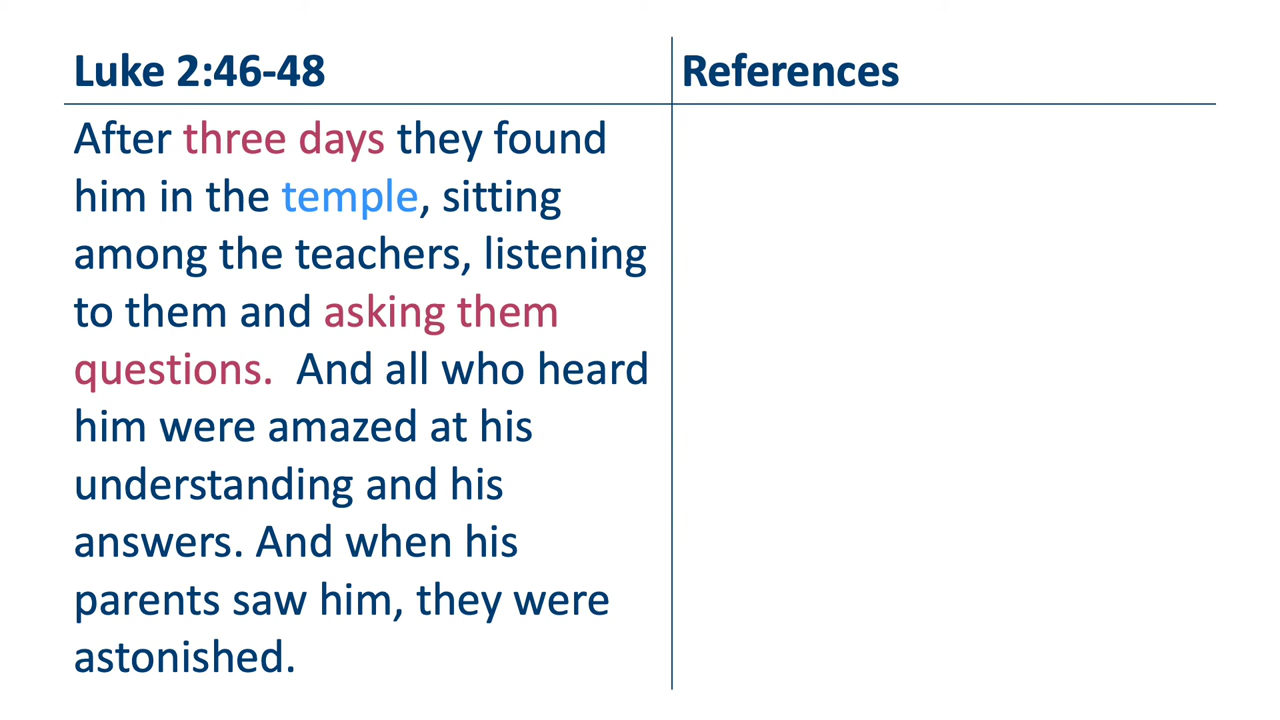 Luke 2:46-48
References
After three days they found
him in the temple, sitting
among the teachers, listening
to them and asking them
questions.  And all who heard
him were amazed at his
understanding and his
answers. And when his
parents saw him, they were
astonished.